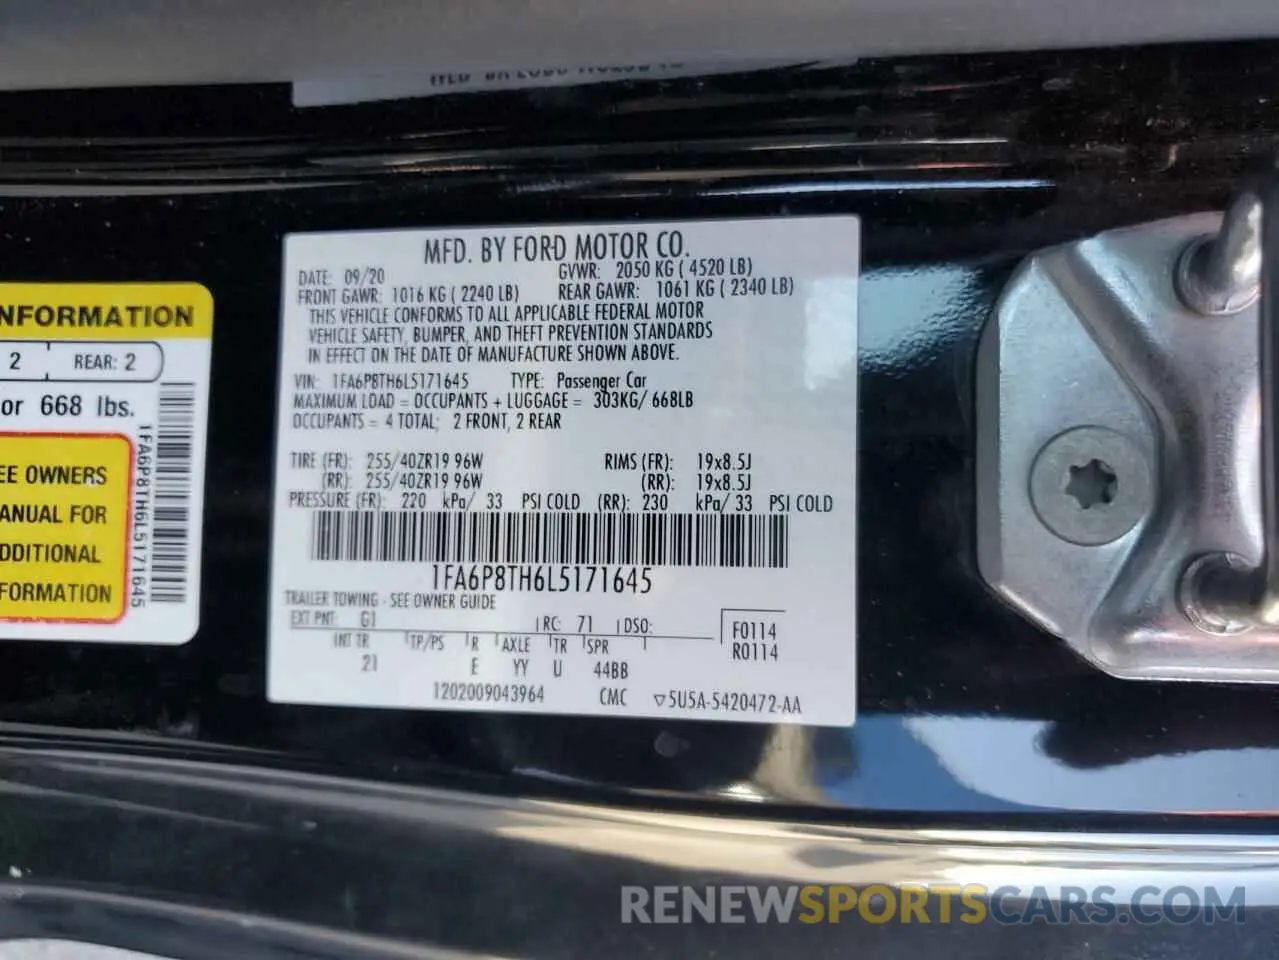 MFD. BY FORD MOTOR CO.
DATE: 09/20
GVWR: 2050 KG ( 4520 LB)
FRONT GAWR: 1016 KG ( 2240 LB)
REAR GAWR: 1061 KG ( 2340 LB)
THIS VEHICLE CONFORMS TO ALL APPLICABLE FEDERAL MOTOR
VEHICLE SAFETY, BUMPER, AND THEFT PREVENTION STANDARDS
IN EFFECT ON THE DATE OF MANUFACTURE SHOWN ABOVE.
VIN: 1FA6P8TH6L5171645 TYPE: Passenger Car
MAXIMUM LOAD = OCCUPANTS + LUGGAGE = 303KG/ 668LB
OCCUPANTS = 4 TOTAL; 2 FRONT, 2 REAR
TIRE (FR): 255/40ZR19 96W RIMS (FR): 19x8.5J
(RR): 255/40ZR19 96W (RR): 19x8.5J
PRESSURE (FR): 220 kPa/ 33 PSI COLD (RR): 230 kPa/ 33 PSI COLD
1FA6P8TH6L5171645
TRAILER TOWING - SEE OWNER GUIDE
EXT PNT: G1 RC: 71 DSO:
F0114
R0114
INT TR TP/PS R AXLE TR SPR
21 E YY U 44BB
1202009043964 CMC ▽5U5A-5420472-AA
NFORMATION
2 REAR: 2
or 668 lbs.
EE OWNERS
ANUAL FOR
DDITIONAL
FORMATION
1FA6P8TH6L5171645
RENEWSPORTSCARS.COM